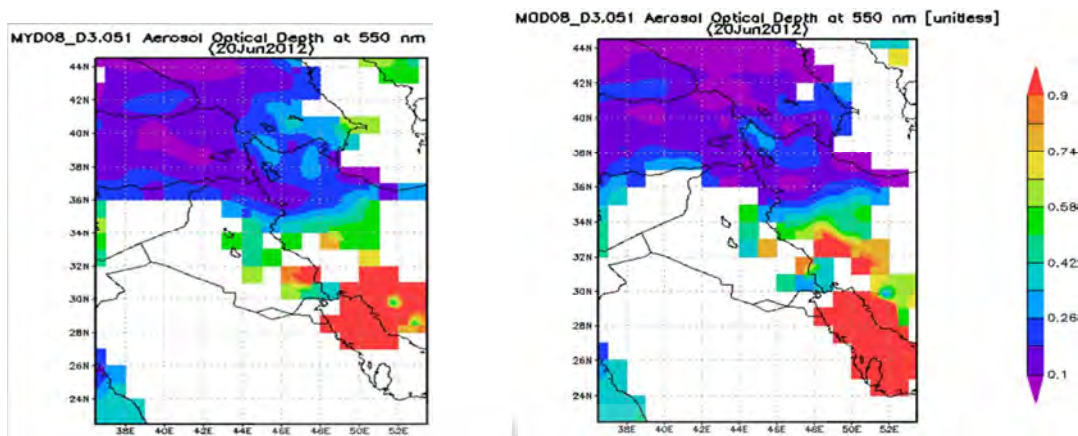 MYD08_D3.051 Aerosol Optical Depth at 550 nm
(20Jun2012)
44N
42N
40N
38N
36N
34N
32N
30N
28N
26N
24N
38E 40E 42E 44E 46E 48E 50E 52E
MOD08_D3.051 Aerosol Optical Depth at 550 nm [unitless]
(20Jun2012)
44N
42N
40N
38N
36N
34N
32N
30N
28N
26N
24N
38E 40E 42E 44E 46E 48E 50E 52E
0.9
0.74
0.58
0.42
0.26
0.1